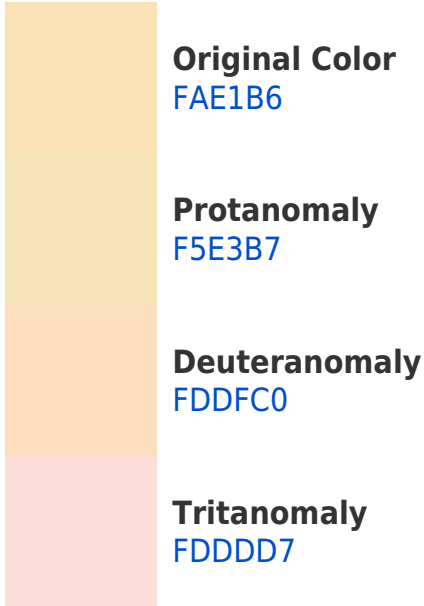 Original Color
FAE1B6
Protanomaly
F5E3B7
Deuteranomaly
FDDFC0
Tritanomaly
FDDDD7